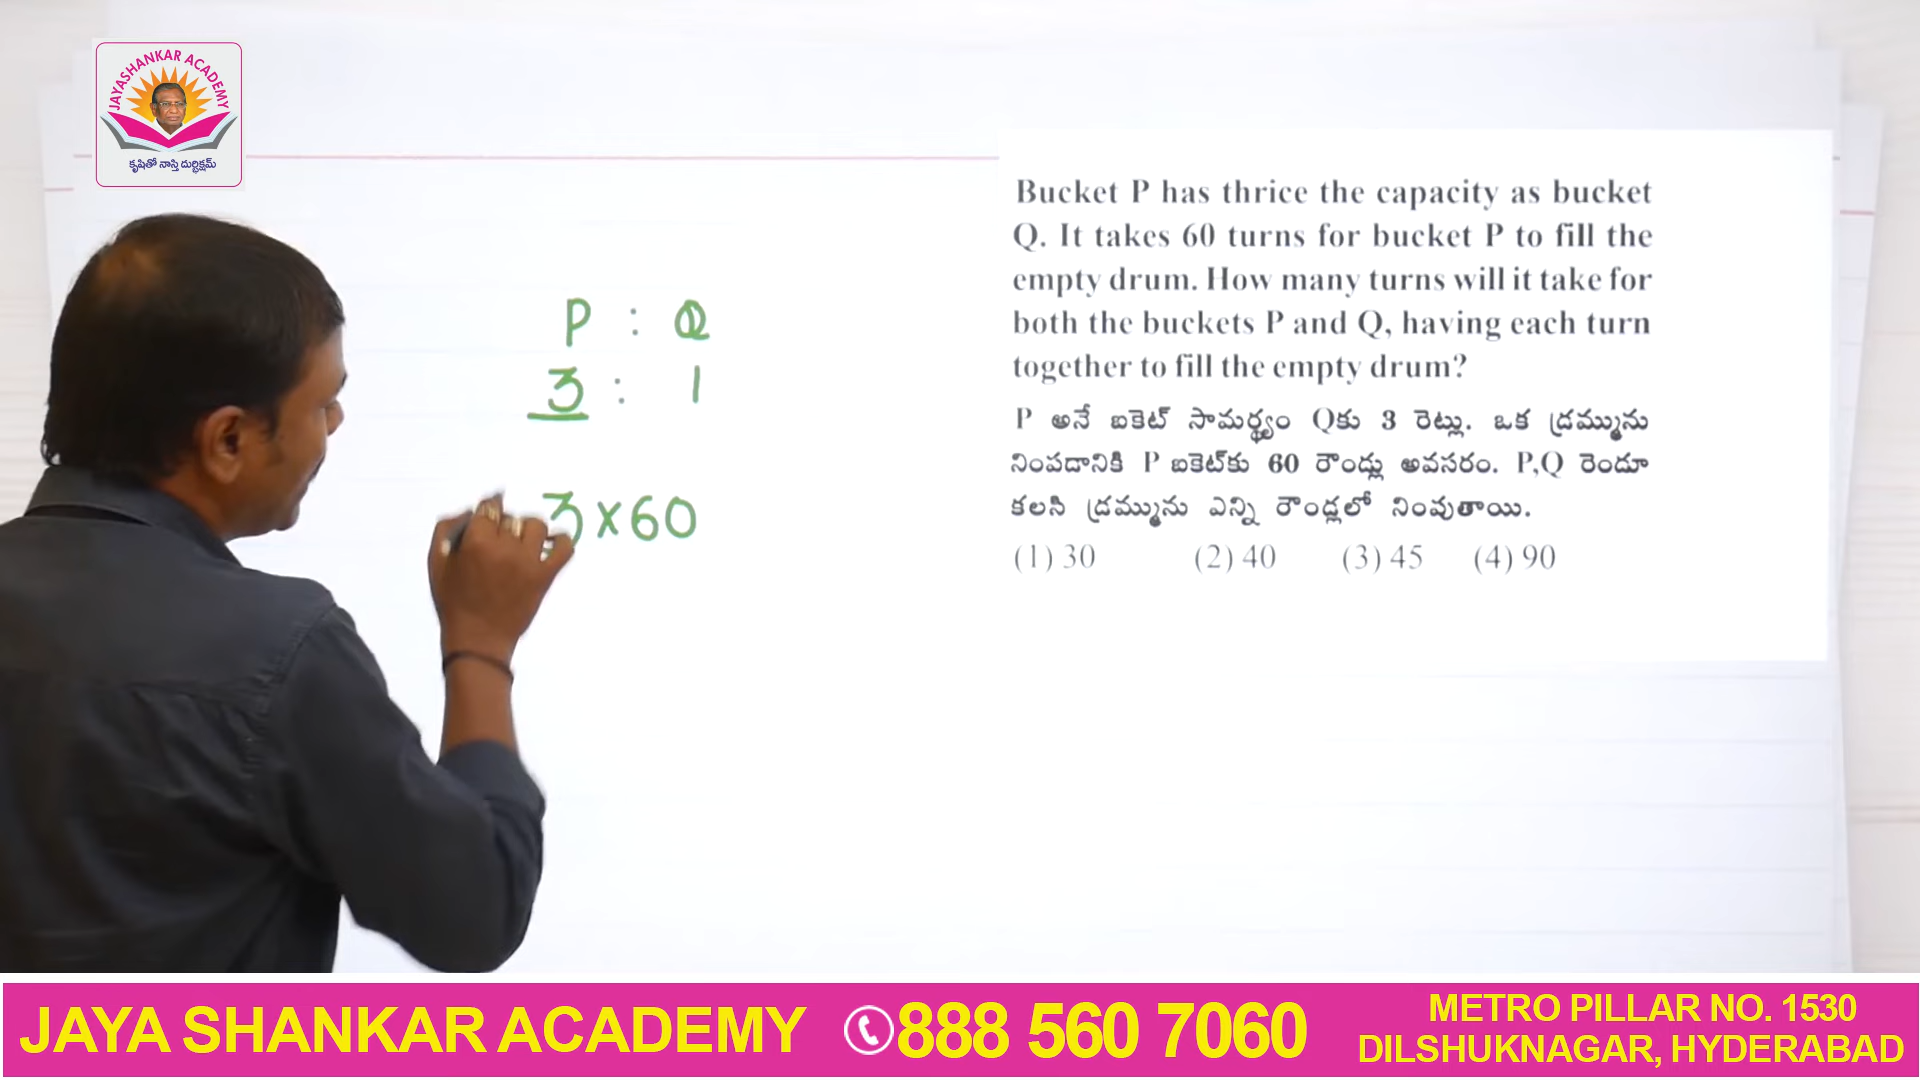 JAYASHANKAR ACADEMY
కృషితో నాస్తి దుర్భిక్షమ్
P : Q
3 : 1
3 x 60
Bucket P has thrice the capacity as bucket
Q. It takes 60 turns for bucket P to fill the
empty drum. How many turns will it take for
both the buckets P and Q, having each turn
together to fill the empty drum?
P అనే బకెట్ సామర్థ్యం Qకు 3 రెట్లు. ఒక డ్రమ్మును
నింపడానికి P బకెట్‌కు 60 రౌండ్లు అవసరం. P,Q రెండూ
కలసి డ్రమ్మును ఎన్ని రౌండ్లలో నింవుతాయి.
(1) 30 (2) 40 (3) 45 (4) 90
JAYA SHANKAR ACADEMY
888 560 7060
METRO PILLAR NO. 1530
DILSHUKNAGAR, HYDERABAD